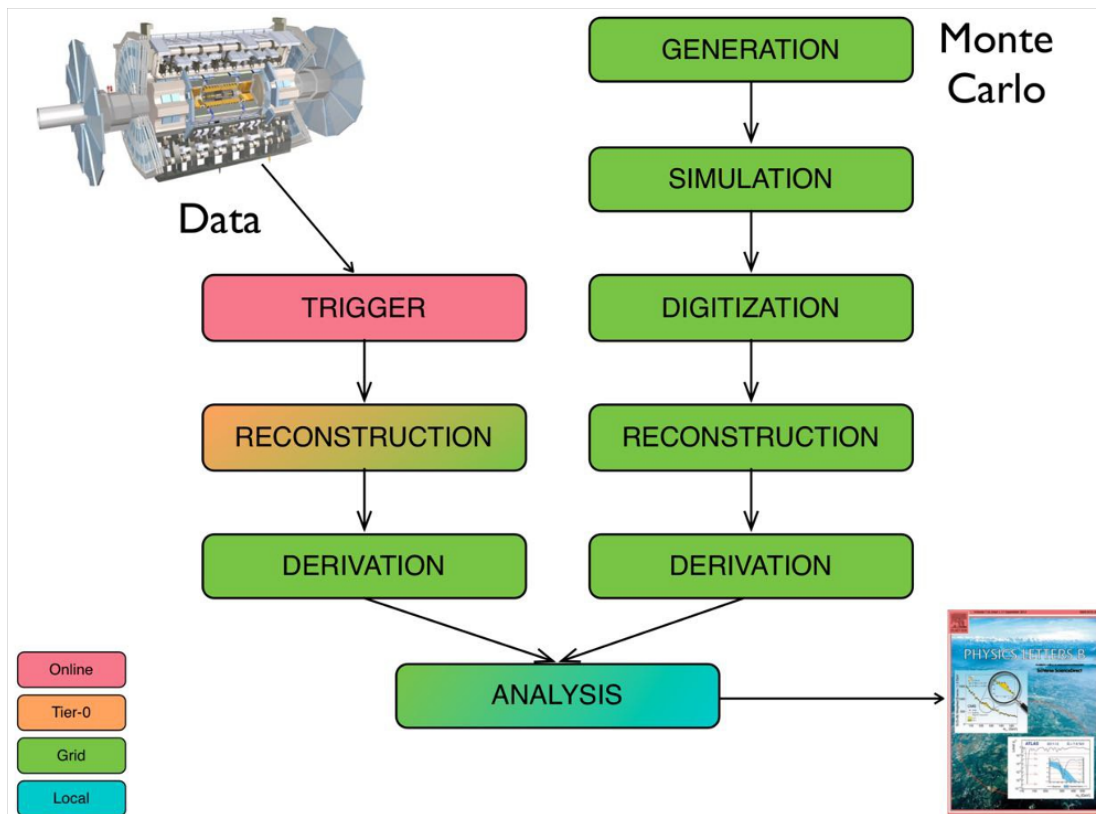 GENERATION
Monte
Carlo
SIMULATION
Data
TRIGGER
DIGITIZATION
RECONSTRUCTION
RECONSTRUCTION
DERIVATION
DERIVATION
ANALYSIS
Online
Tier-0
Grid
Local
PHYSICS LETTERS B
ATLAS